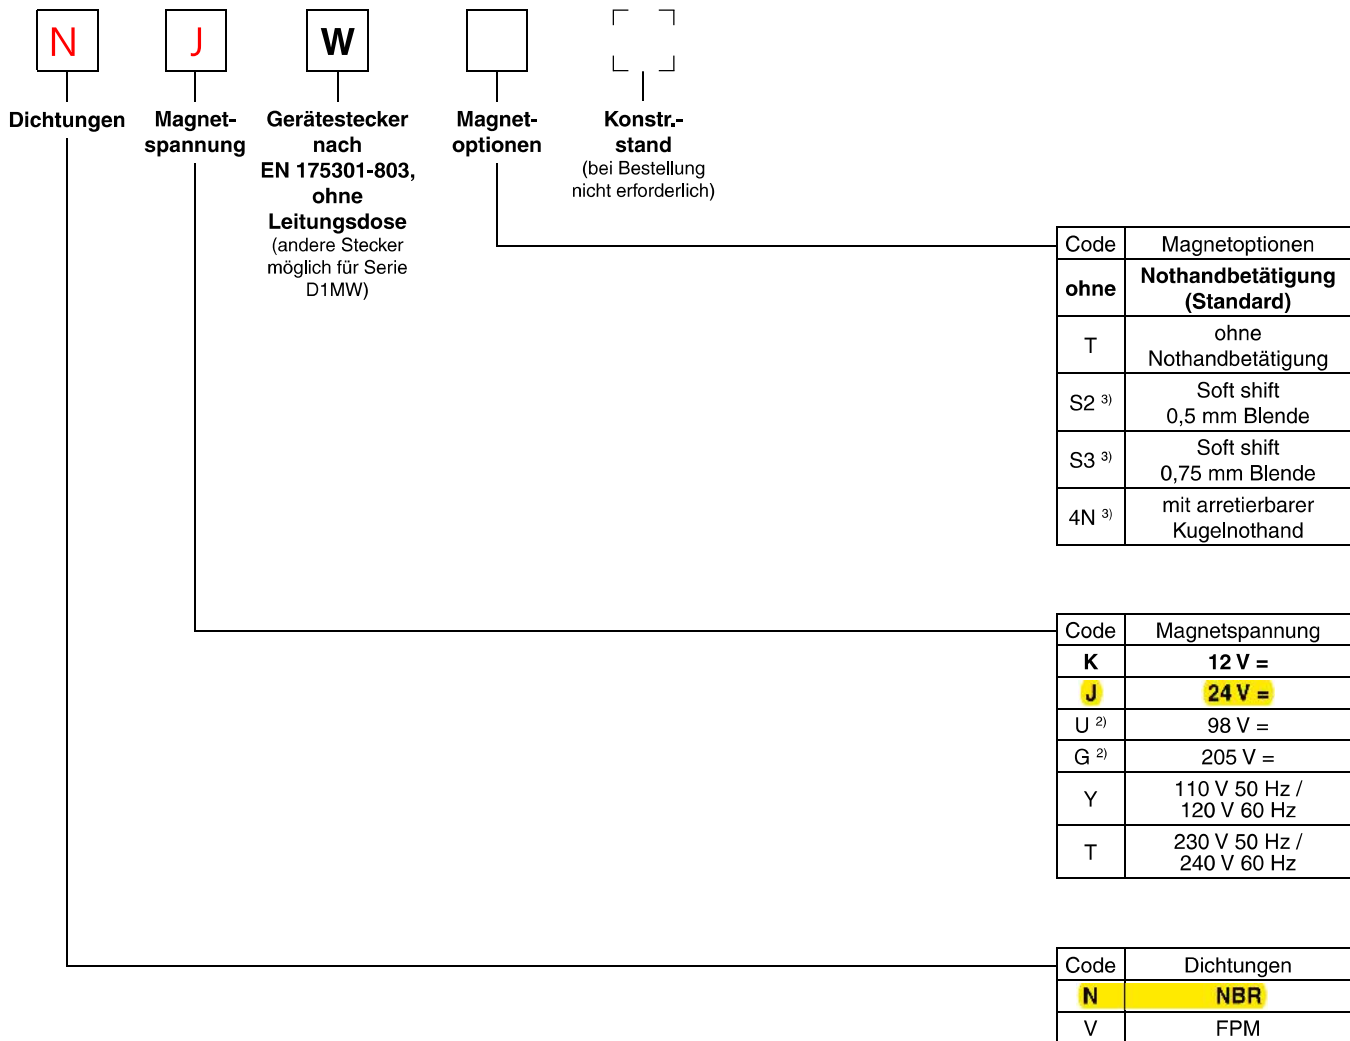 N J W
Dichtungen
Magnet-
spannung
Gerätestecker
nach
EN 175301-803,
ohne
Leitungsdose
(andere Stecker
möglich für Serie
D1MW)
Magnet-
optionen
Konstr.-
stand
(bei Bestellung
nicht erforderlich)
Code Magnetoptionen
ohne Nothandbetätigung
(Standard)
T ohne
Nothandbetätigung
S2 3) Soft shift
0,5 mm Blende
S3 3) Soft shift
0,75 mm Blende
4N 3) mit arretierbarer
Kugelnothand
Code Magnetspannung
K 12 V =
J 24 V =
U 2) 98 V =
G 2) 205 V =
Y 110 V 50 Hz /
120 V 60 Hz
T 230 V 50 Hz /
240 V 60 Hz
Code Dichtungen
N NBR
V FPM